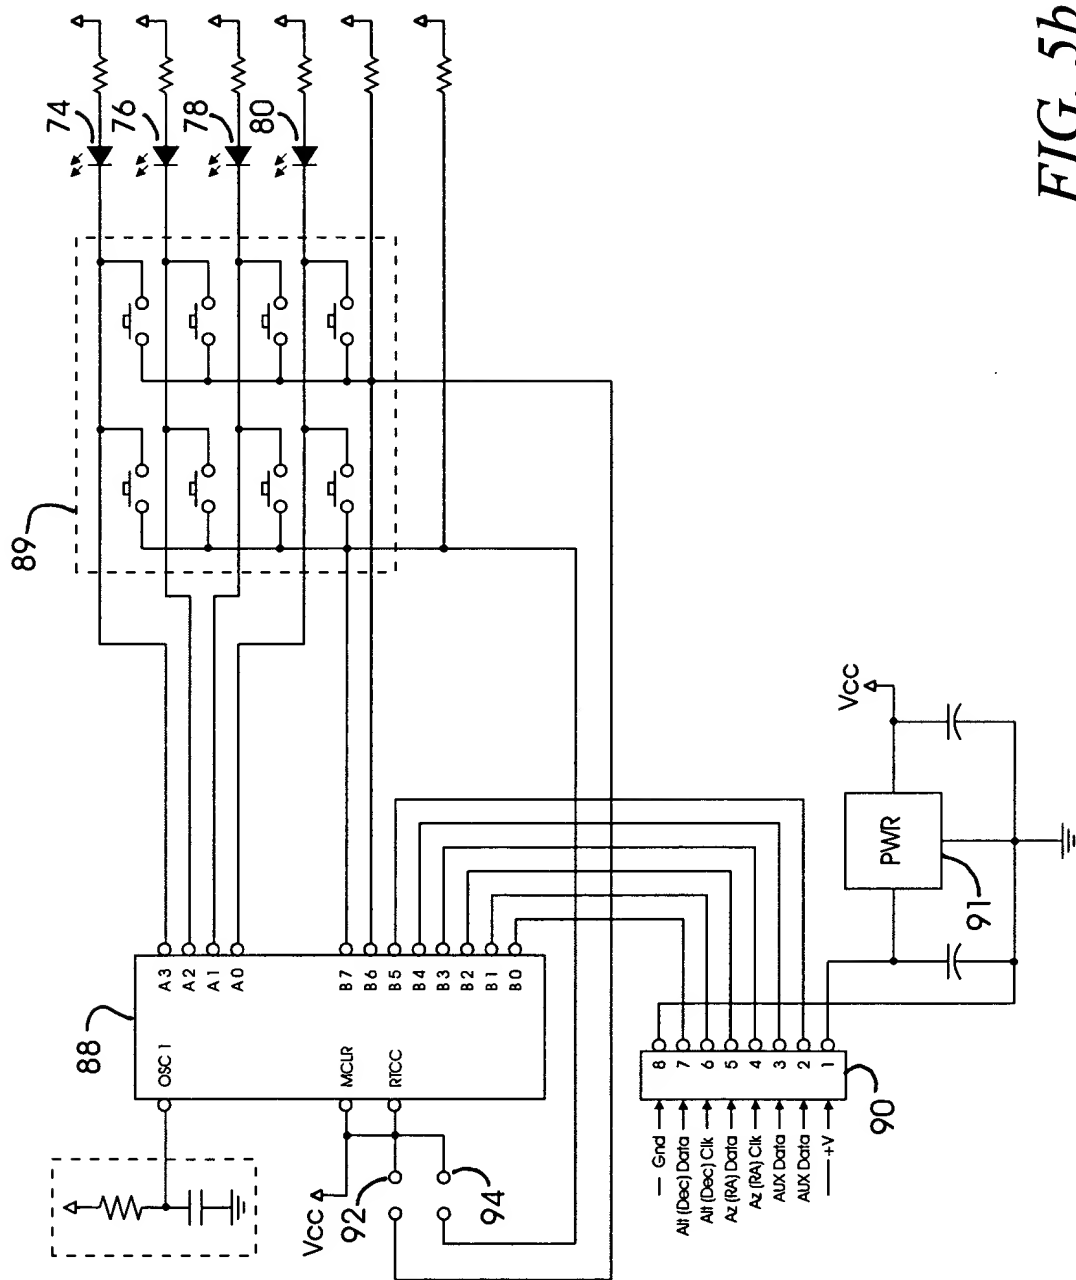 FIG. 5b
74
76
78
80
89
88
OSC 1
MCLR
RTCC
A3
A2
A1
A0
B7
B6
B5
B4
B3
B2
B1
B0
Vcc
92
94
Vcc
PWR
91
8
7
6
5
4
3
2
1
90
Gnd
Alt (Dec) Data
Alt (Dec) Clk
Az (RA) Data
Az (RA) Clk
AUX Data
AUX Data
+V